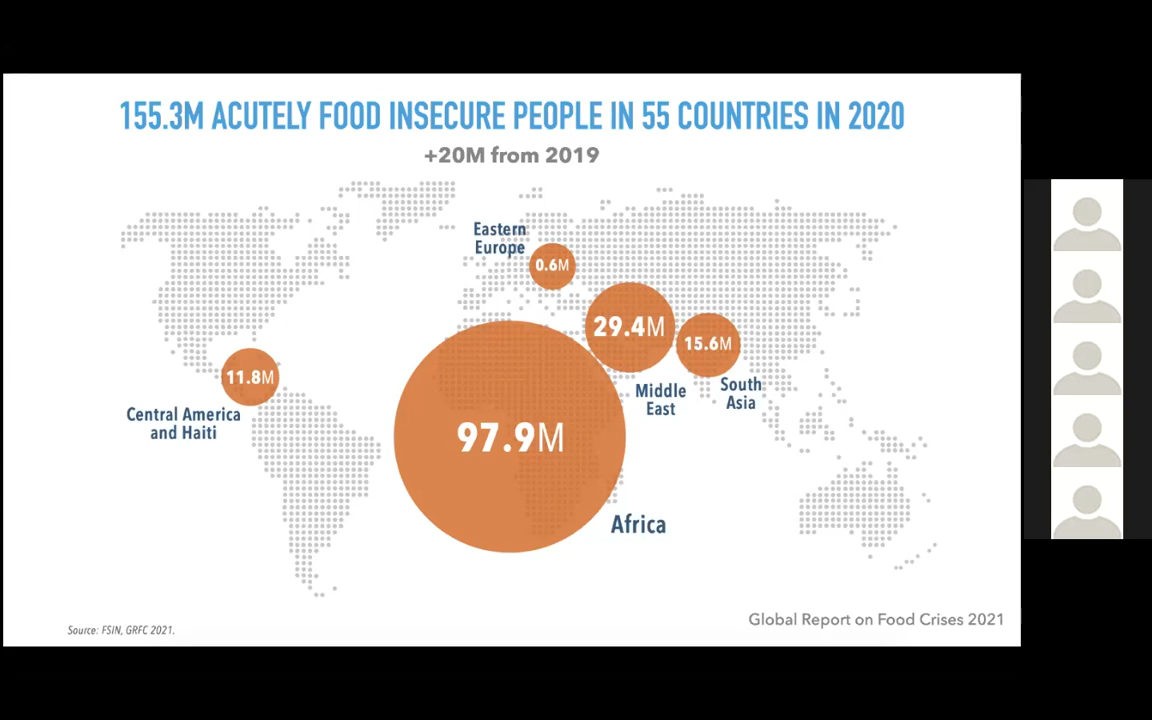 155.3M ACUTELY FOOD INSECURE PEOPLE IN 55 COUNTRIES IN 2020
+20M from 2019
Eastern
Europe
0.6M
29.4M
15.6M
11.8M
Middle
East
South
Asia
Central America
and Haiti
97.9M
Africa
Global Report on Food Crises 2021
Source: FSIN, GRFC 2021.